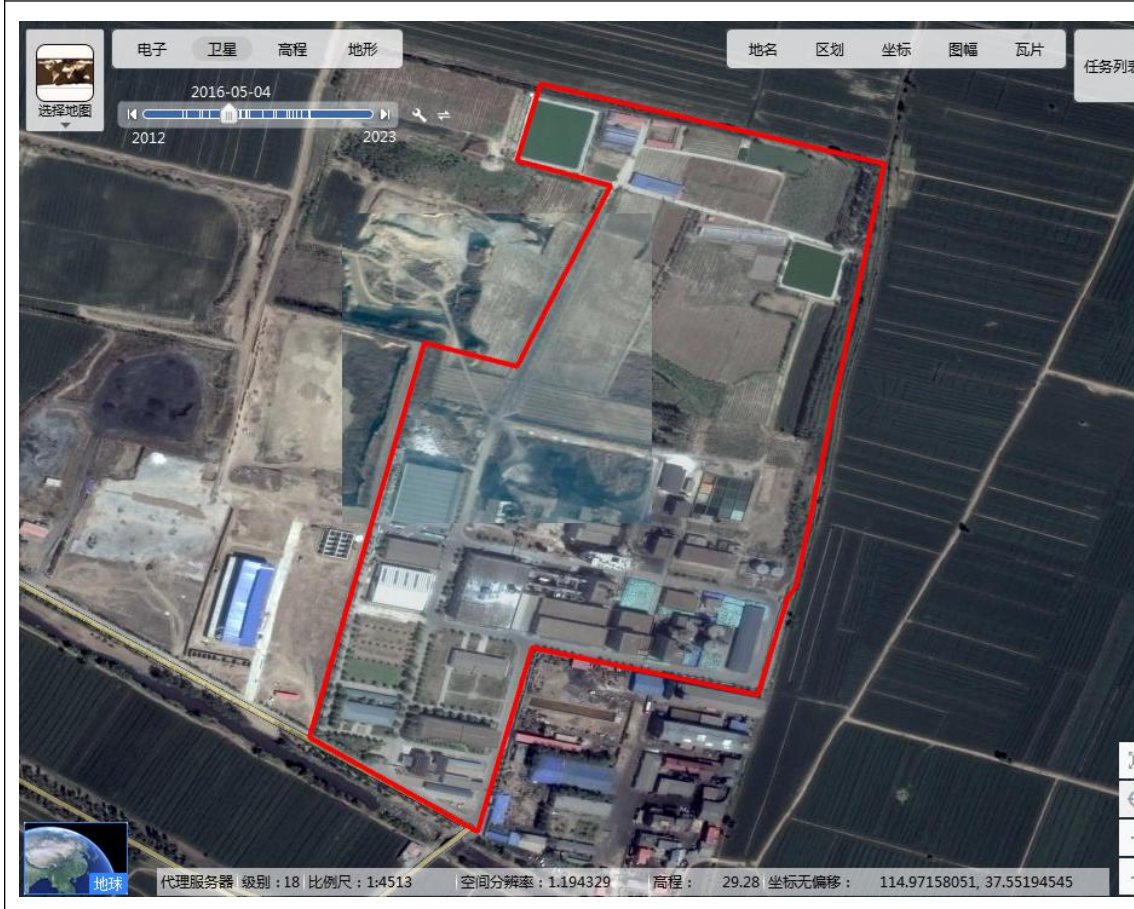 电子 卫星 高程 地形
地名 区划 坐标 图幅 瓦片
任务列表
选择地图
2016-05-04
2012 2023
地球
代理服务器 级别：18 比例尺：1:4513 空间分辨率：1.194329 高程： 29.28 坐标无偏移： 114.97158051, 37.55194545